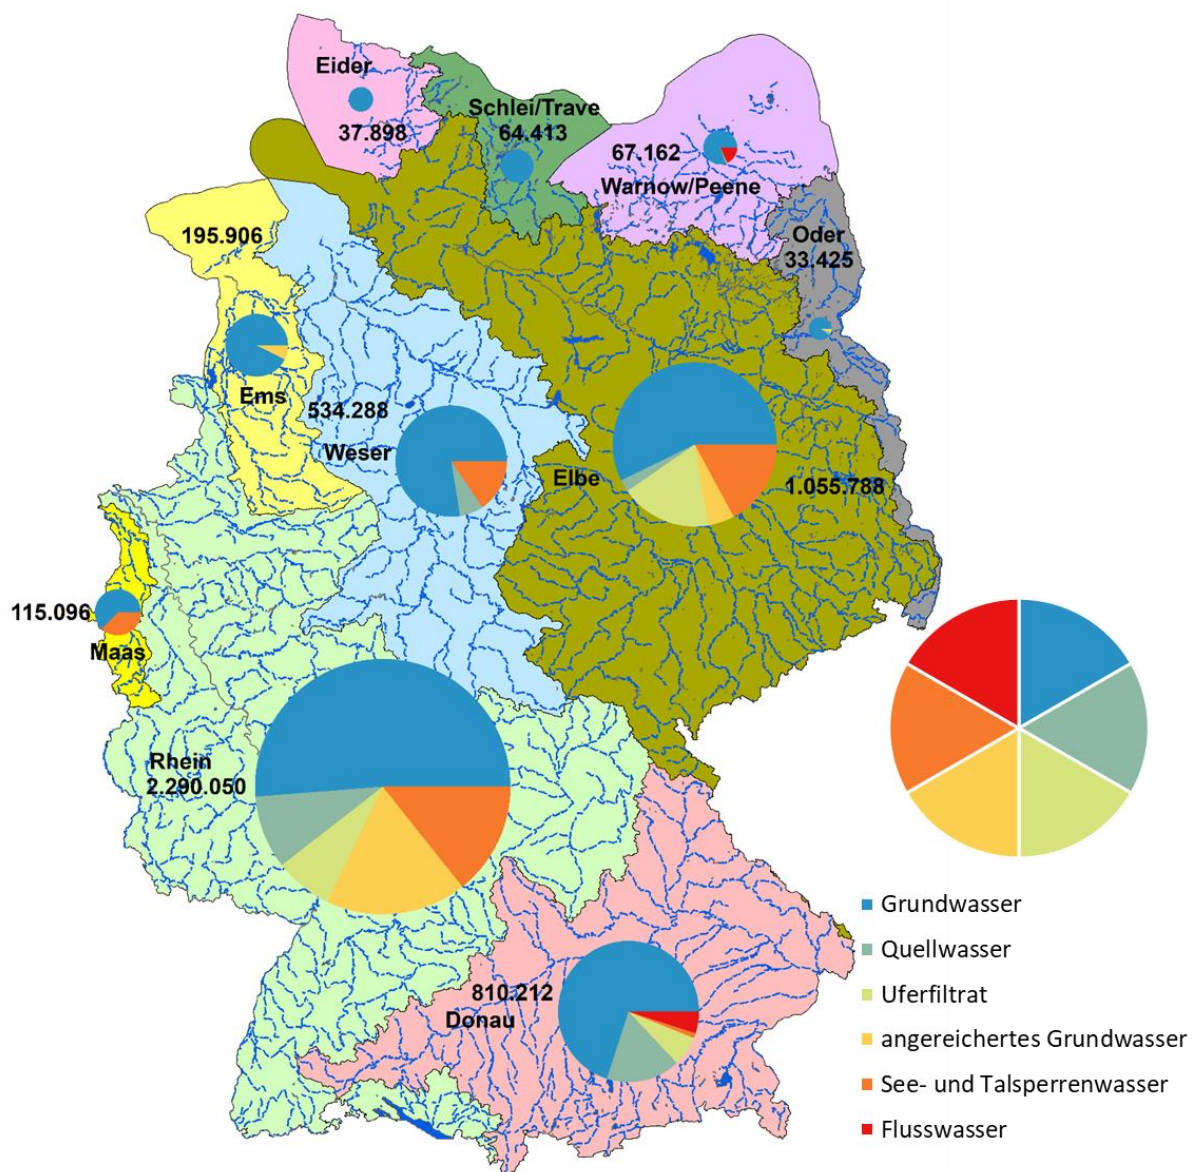 Eider
37.898
Schlei/Trave
64.413
67.162
Warnow/Peene
Oder
33.425
195.906
Ems
534.288
Weser
Elbe
1.055.788
115.096
Maas
Rhein
2.290.050
810.212
Donau
Grundwasser
Quellwasser
Uferfiltrat
angereichertes Grundwasser
See- und Talsperrenwasser
Flusswasser